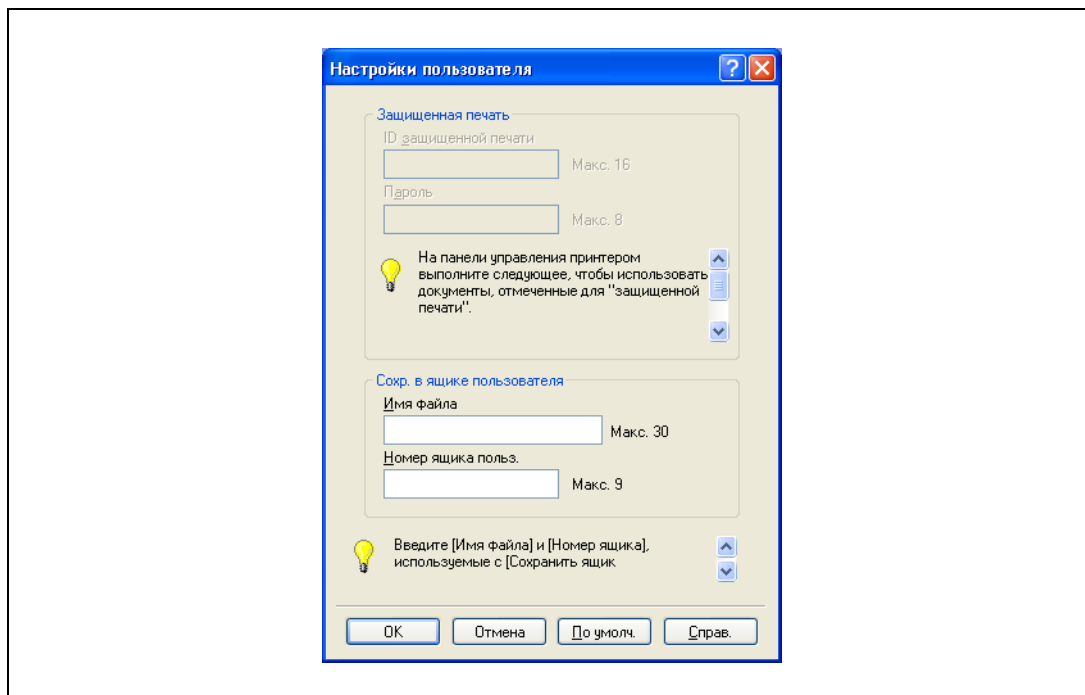 Настройки пользователя
Защищенная печать
ID защищенной печати
Макс. 16
Пароль
Макс. 8
На панели управления принтером
выполните следующее, чтобы использовать
документы, отмеченные для "защищенной
печати".
Сохр. в ящике пользователя
Имя файла
Макс. 30
Номер ящика польз.
Макс. 9
Введите [Имя файла] и [Номер ящика],
используемые с [Сохранить ящик
OK Отмена По умолч. Справ.